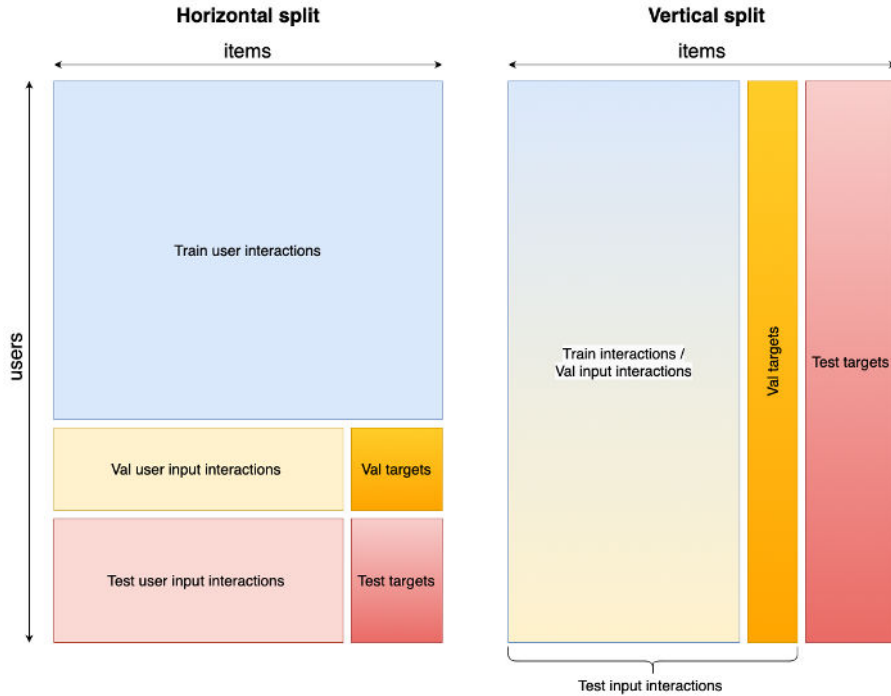 Horizontal split
items
users
Train user interactions
Val user input interactions
Val targets
Test user input interactions
Test targets
Vertical split
items
Train interactions /
Val input interactions
Val targets
Test targets
Test input interactions